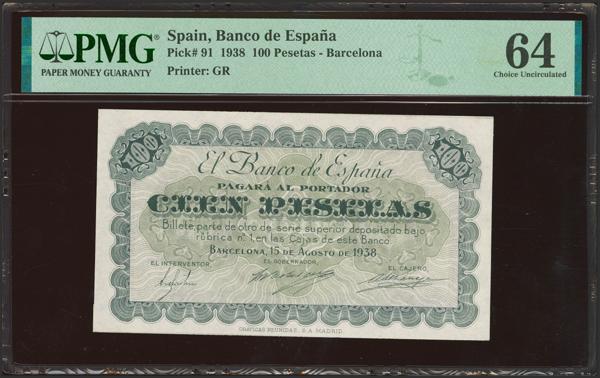 PMG
PAPER MONEY GUARANTY
Spain, Banco de España
Pick# 91 1938 100 Pesetas - Barcelona
Printer: GR
64
Choice Uncirculated
100
100
El Banco de España
PAGARÁ AL PORTADOR
CIEN PESETAS
Billete, parte de otro de serie superior depositado bajo
rúbrica nº 1, en las Cajas de este Banco.
BARCELONA, 15 DE AGOSTO DE 1938
EL INTERVENTOR,
EL GOBERNADOR,
EL CAJERO,
GRÁFICAS REUNIDAS, S. A. MADRID.